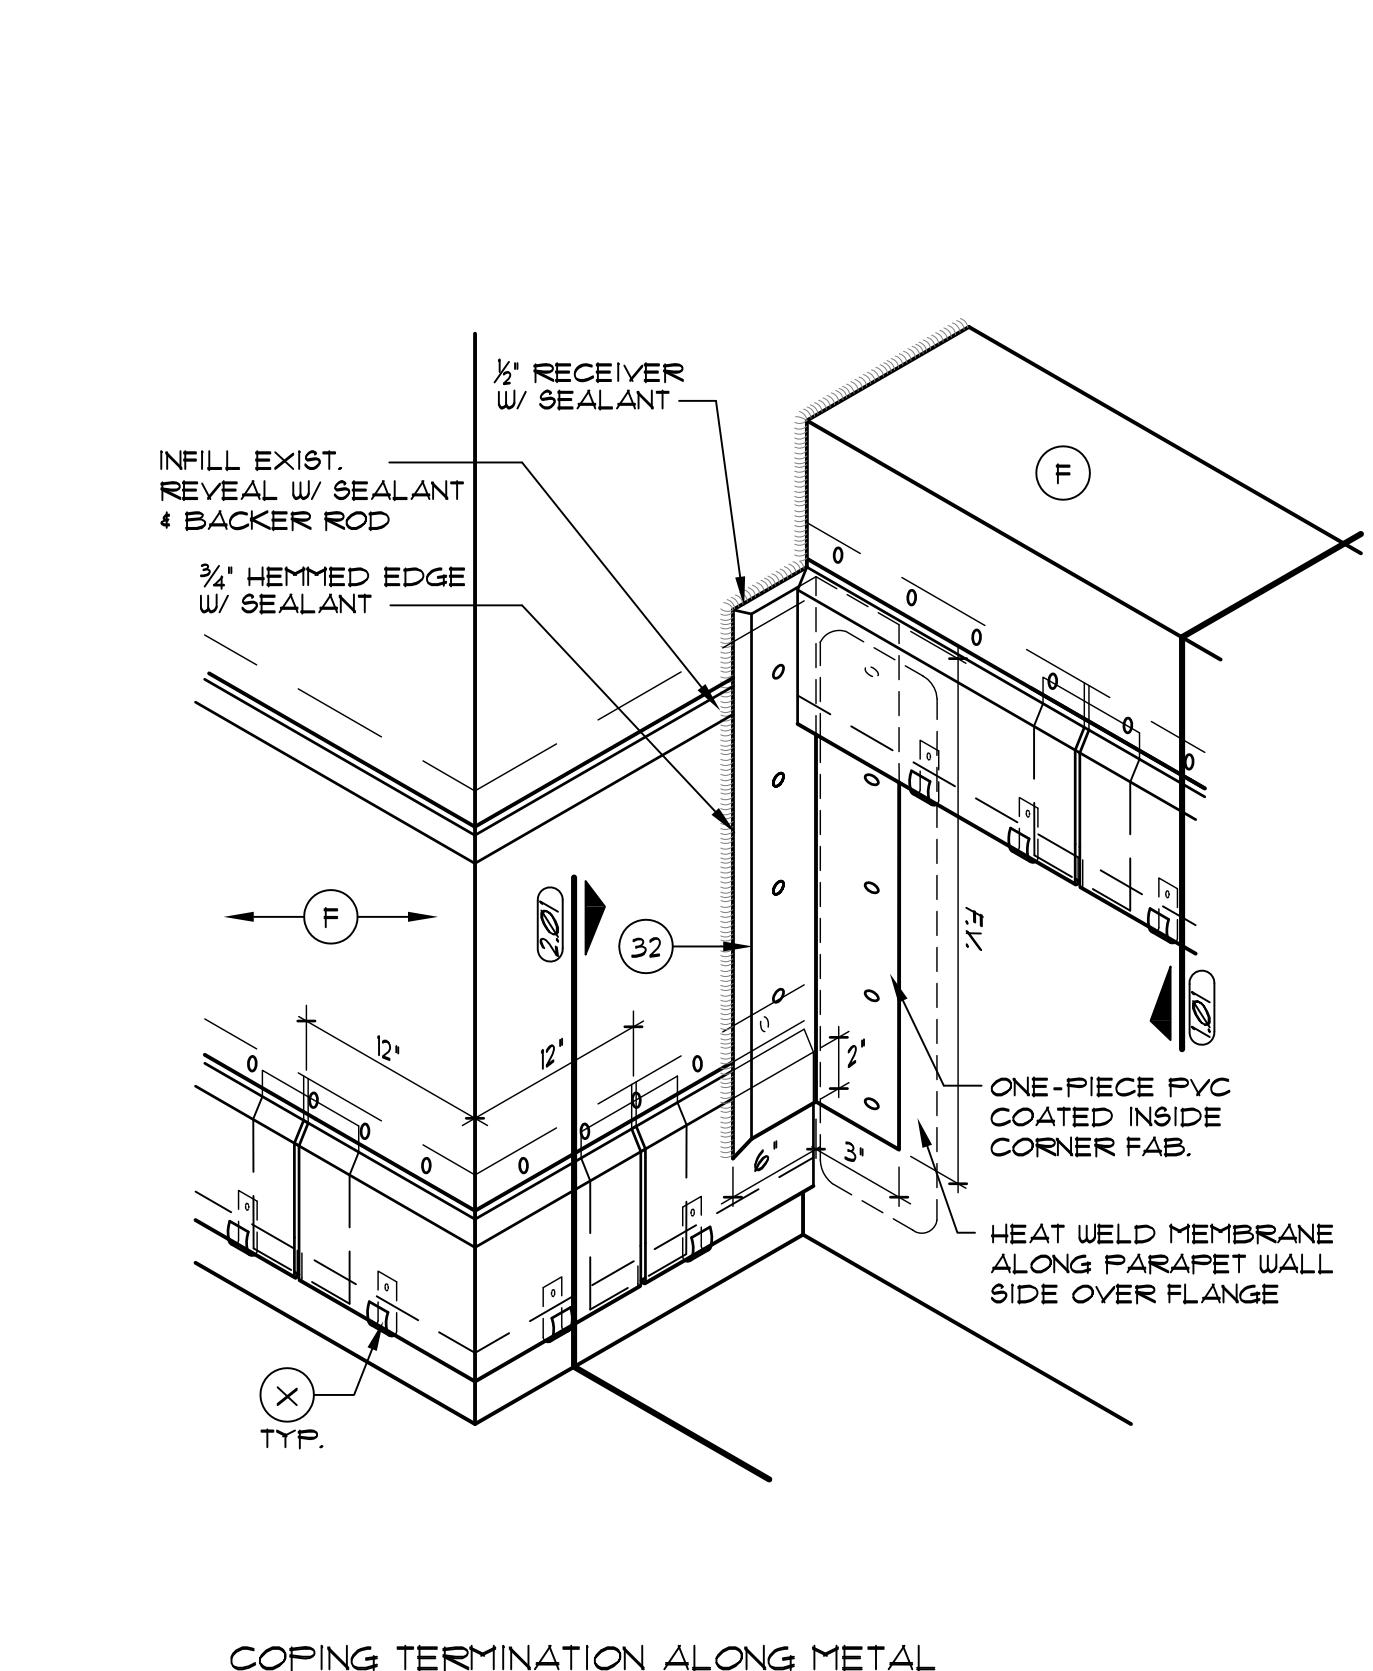 ½" RECEIVER
W/ SEALANT
INFILL EXIST.
REVEAL W/ SEALANT
& BACKER ROD
¾" HEMMED EDGE
W/ SEALANT
F
F
2.01
32
F.V.
1.01
12"
12"
2"
6"
3"
ONE-PIECE PVC
COATED INSIDE
CORNER FAB.
HEAT WELD MEMBRANE
ALONG PARAPET WALL
SIDE OVER FLANGE
X
TYP.
COPING TERMINATION ALONG METAL